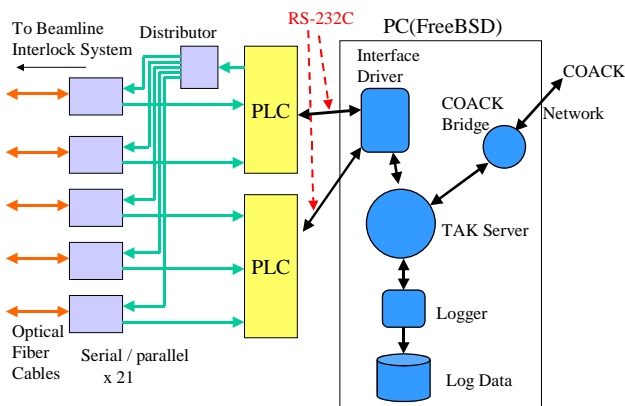 To Beamline
Interlock System
Distributor
RS-232C
PC(FreeBSD)
Interface
Driver
COACK
COACK
Bridge
Network
PLC
TAK Server
PLC
Logger
Optical
Fiber
Cables
Serial / parallel
x 21
Log Data